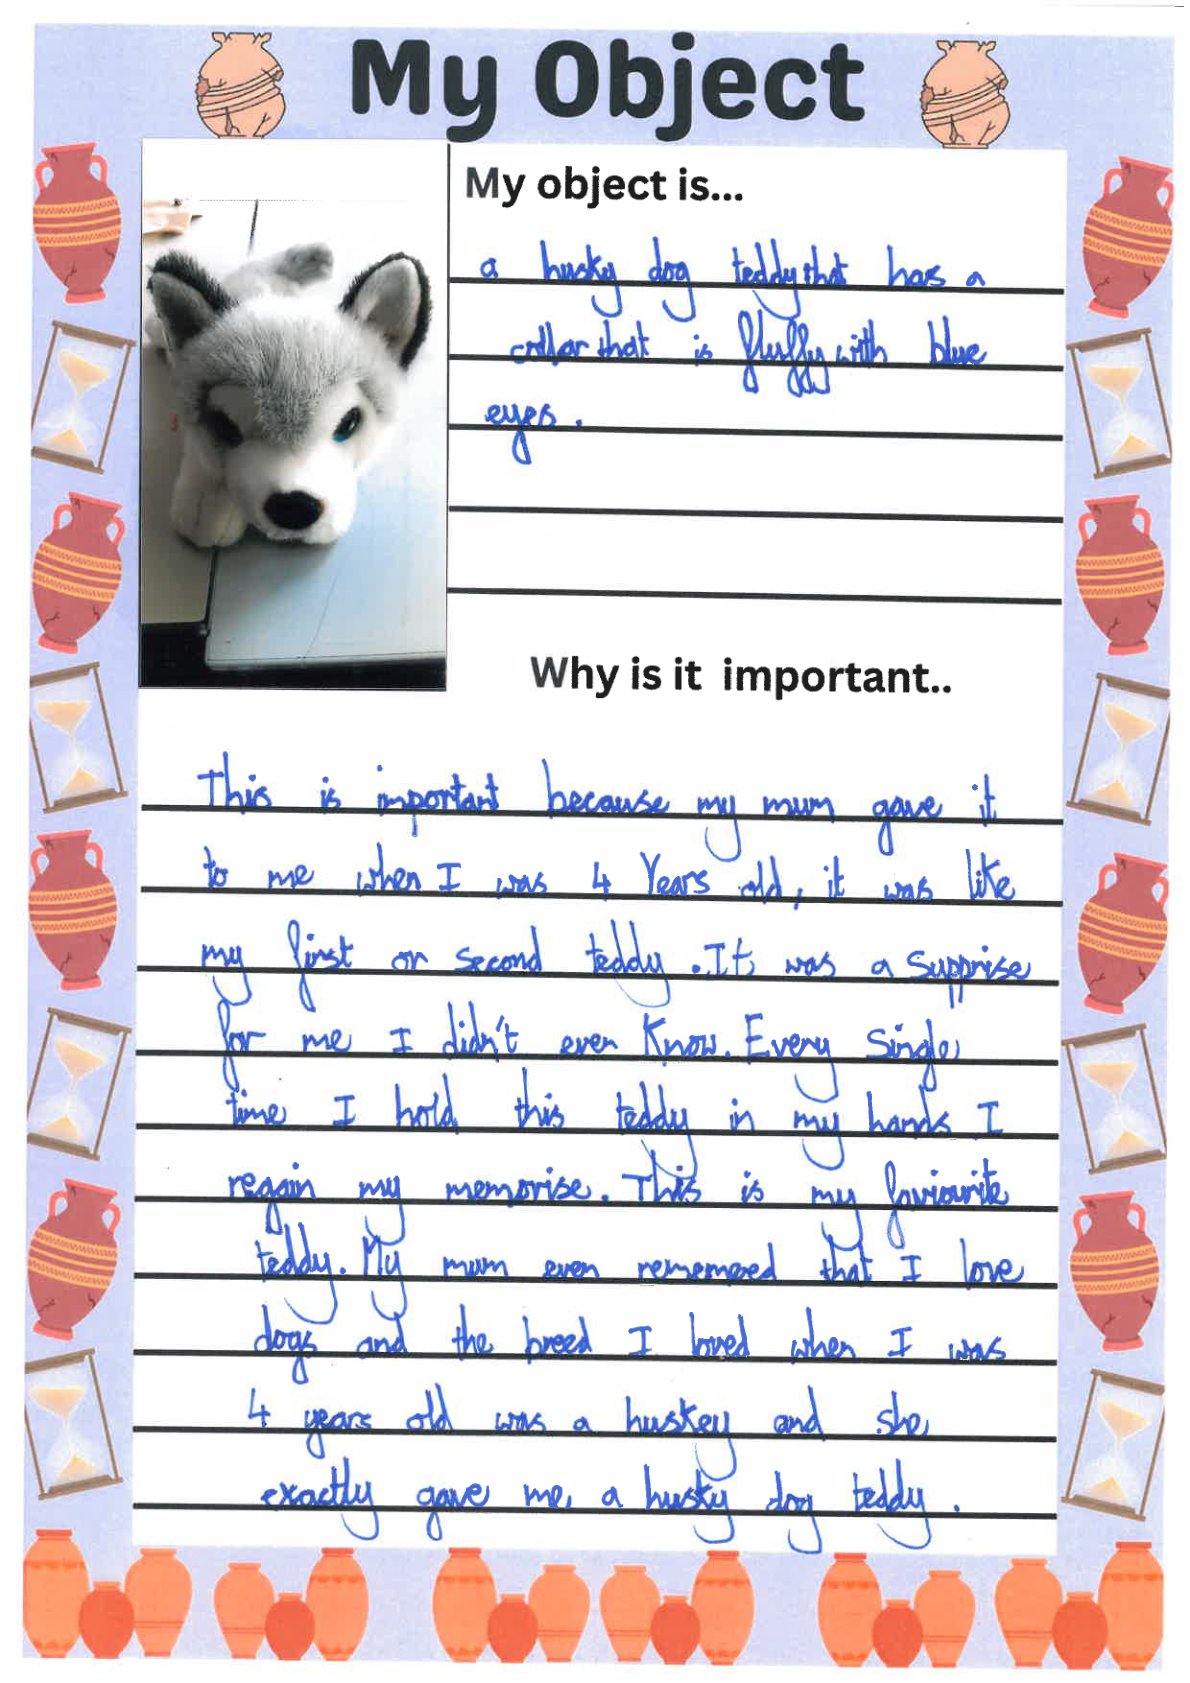 My Object
My object is...
a husky dog teddy that has a
collar that is fluffy with blue
eyes.
Why is it important..
This is important because my mum gave it
to me when I was 4 Years old, it was like
my first or second teddy. It was a supprise
for me I didn't even Know. Every single
time I hold this teddy in my hands I
regain my memorise. This is my faviourite
teddy. My mum even rememered that I love
dogs and the breed I loved when I was
4 years old was a huskey and she
exactly gave me a husky dog teddy.